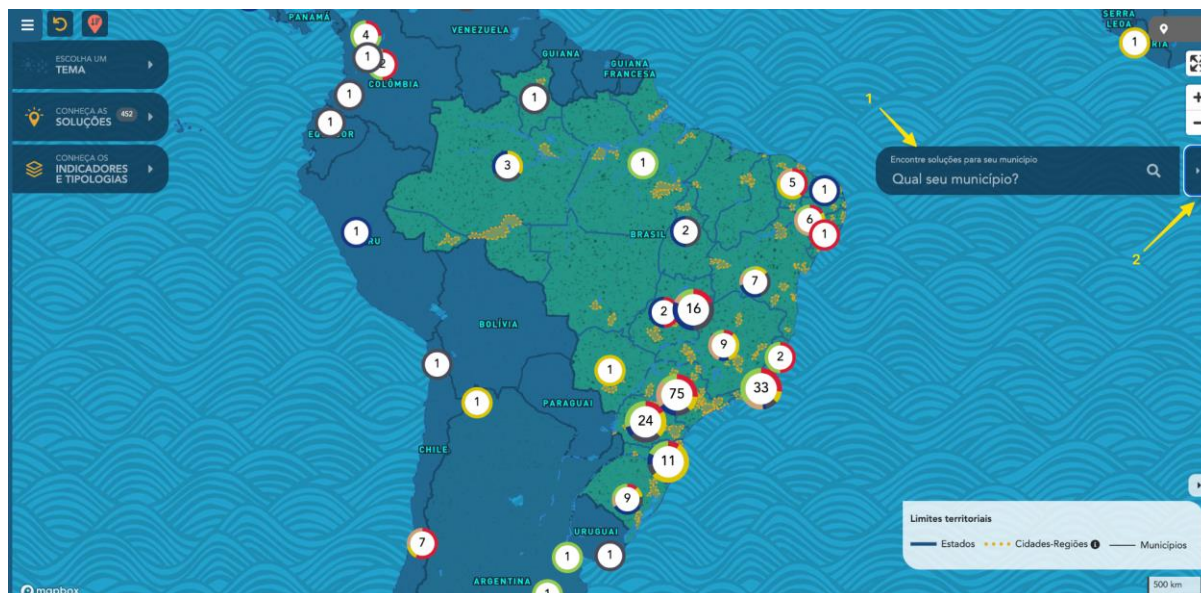 PANAMÁ
VENEZUELA
GUIANA
GUIANA
FRANCESA
SERRA
LEOA
ESCOLHA UM
TEMA
CONHEÇA AS
SOLUÇÕES 452
CONHEÇA OS
INDICADORES
E TIPOLOGIAS
4
1
2
COLÔMBIA
1
1
1
EQUADOR
1
3
1
1
Encontre soluções para seu município
Qual seu município?
5
1
6
1
1
BRASIL
2
2
7
2
16
BOLÍVIA
9
2
1
1
1
PARAGUAI
75
33
24
CHILE
11
9
7
URUGUAI
1
1
ARGENTINA
1
Limites territoriais
Estados Cidades-Regiões Municípios
mapbox
500 km